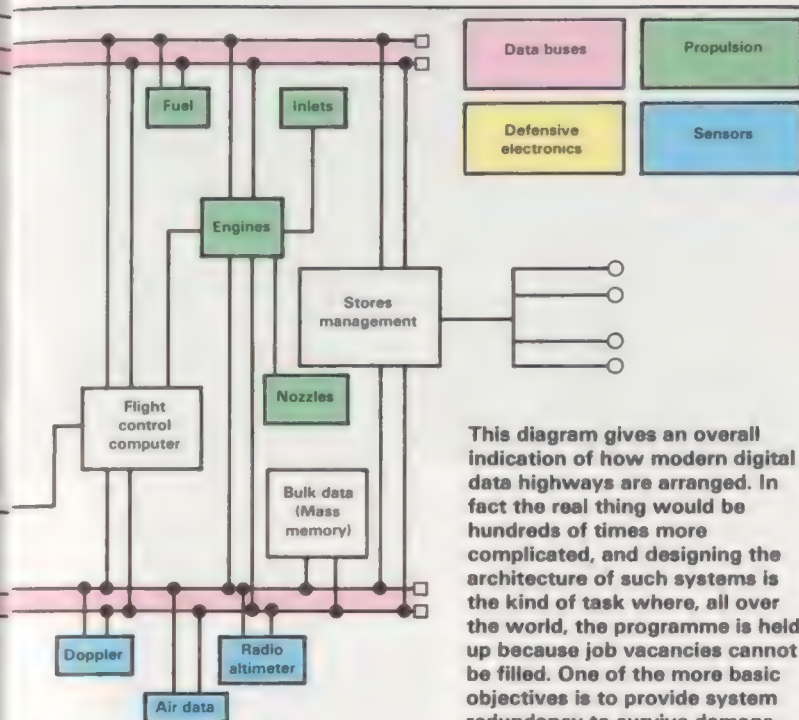 Data buses
Propulsion
Defensive
electronics
Sensors
Fuel
Inlets
Engines
Stores
management
Nozzles
Flight
control
computer
Bulk data
(Mass
memory)
Doppler
Radio
altimeter
Air data
This diagram gives an overall
indication of how modern digital
data highways are arranged. In
fact the real thing would be
hundreds of times more
complicated, and designing the
architecture of such systems is
the kind of task where, all over
the world, the programme is held
up because job vacancies cannot
be filled. One of the more basic
objectives is to provide system
redundancy to survive damage